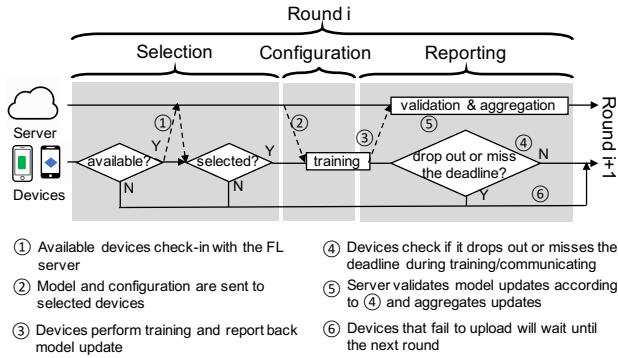 Round i
Selection
Configuration
Reporting
Server
validation & aggregation
①
②
③
⑤
Round i+1
Devices
available?
Y
selected?
Y
training
drop out or miss
the deadline?
④
N
N
N
Y
⑥
① Available devices check-in with the FL
server
② Model and configuration are sent to
selected devices
③ Devices perform training and report back
model update
④ Devices check if it drops out or misses the
deadline during training/communicating
⑤ Server validates model updates according
to ④ and aggregates updates
⑥ Devices that fail to upload will wait until
the next round